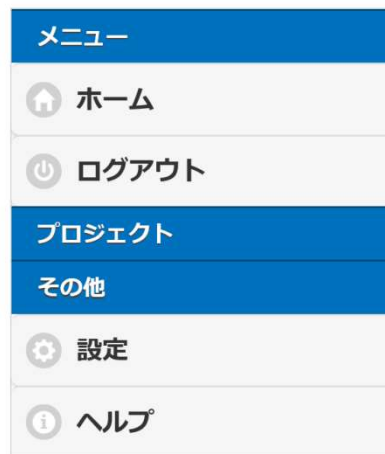 メニュー
ホーム
ログアウト
プロジェクト
その他
設定
ヘルプ